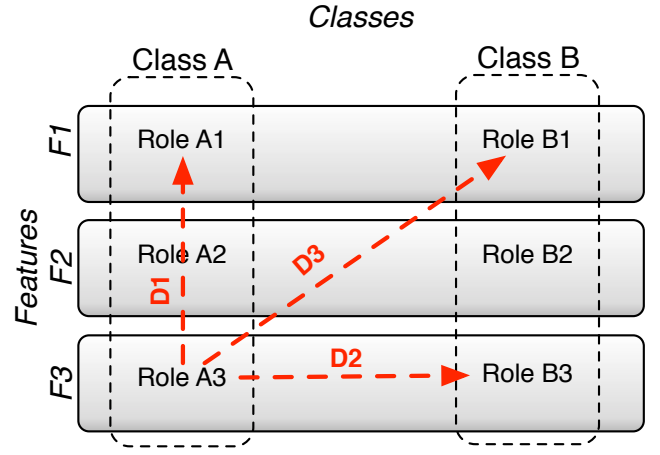 Classes
Class A
Class B
Features
F1
Role A1
Role B1
F2
Role A2
Role B2
D1
D3
F3
Role A3
D2
Role B3